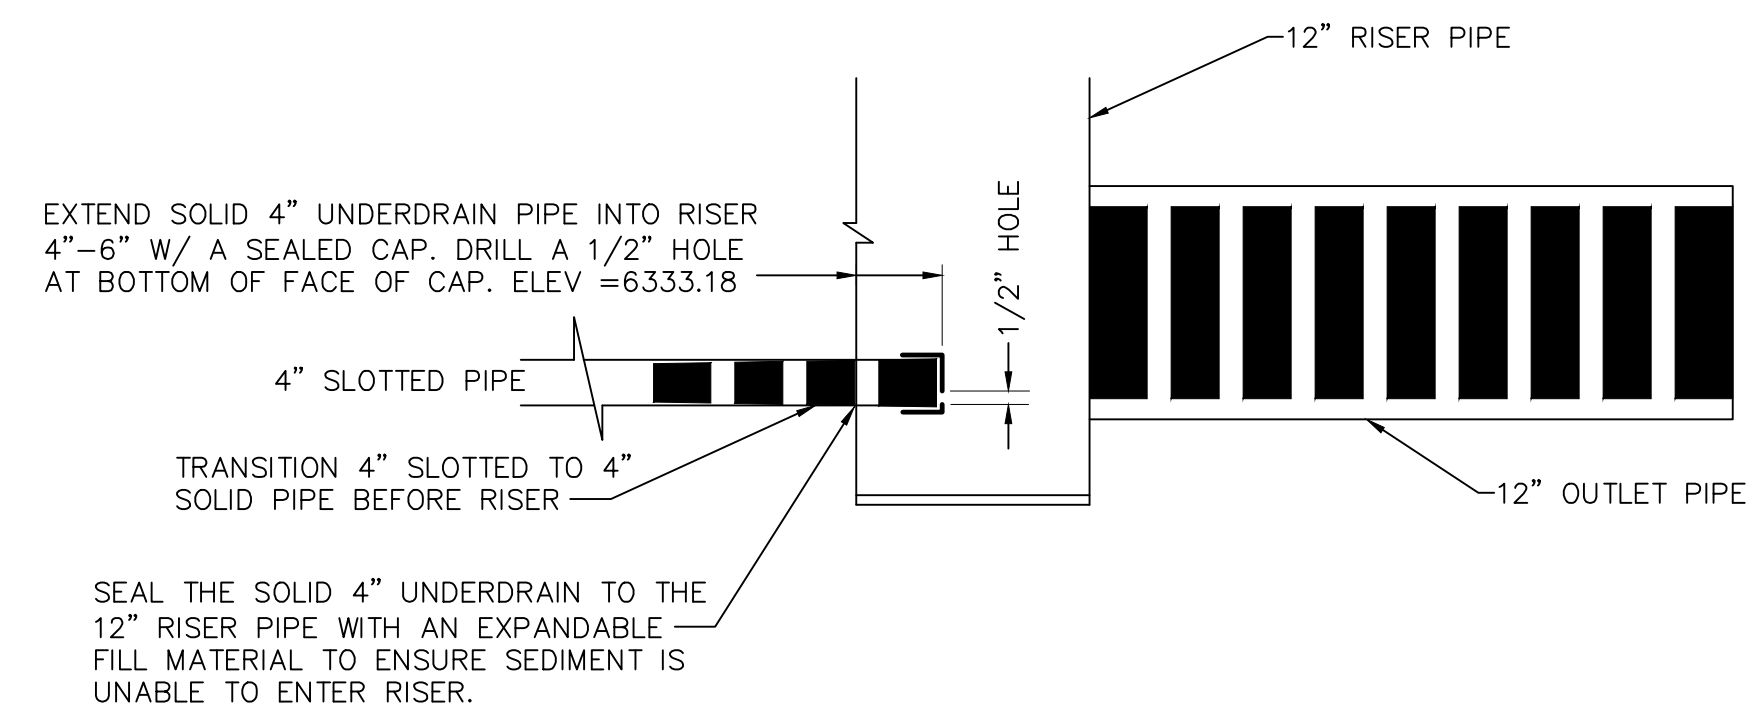 12” RISER PIPE
EXTEND SOLID 4” UNDERDRAIN PIPE INTO RISER
4”-6” W/ A SEALED CAP. DRILL A 1/2” HOLE
AT BOTTOM OF FACE OF CAP. ELEV =6333.18
1/2” HOLE
4” SLOTTED PIPE
TRANSITION 4” SLOTTED TO 4”
SOLID PIPE BEFORE RISER
12” OUTLET PIPE
SEAL THE SOLID 4” UNDERDRAIN TO THE
12” RISER PIPE WITH AN EXPANDABLE
FILL MATERIAL TO ENSURE SEDIMENT IS
UNABLE TO ENTER RISER.